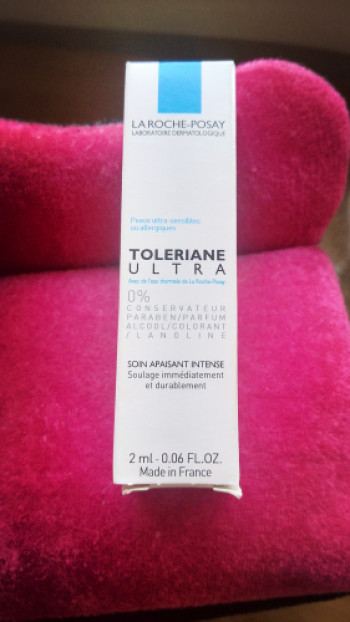 LA ROCHE-POSAY
LABORATOIRE DERMATOLOGIQUE
Peaux ultra-sensibles
ou allergiques
TOLERIANE
ULTRA
Avec de l'eau thermale de La Roche-Posay
0%
CONSERVATEUR
PARABEN/PARFUM
ALCOOL/COLORANT
/LANOLINE
SOIN APAISANT INTENSE
Soulage immédiatement
et durablement
2 ml - 0.06 FL.OZ.
Made in France